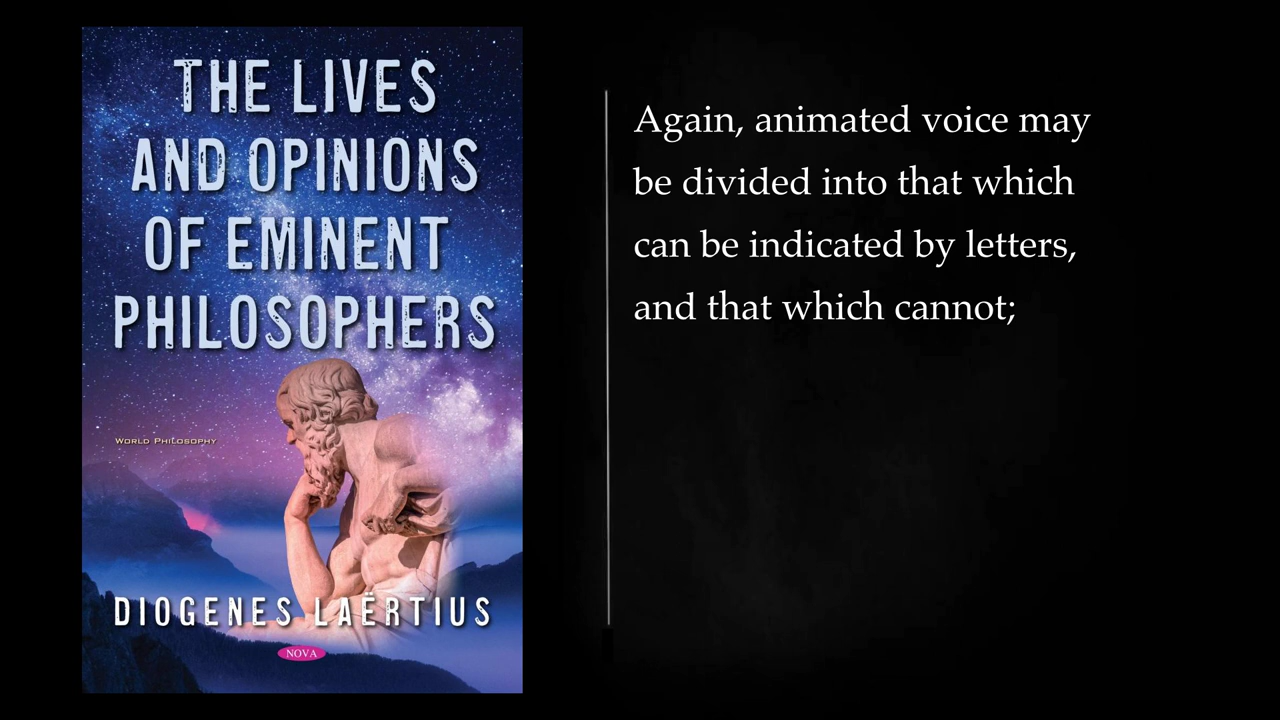 THE LIVES
AND OPINIONS
OF EMINENT
PHILOSOPHERS
WORLD PHILOSOPHY
DIOGENES LAËRTIUS
NOVA
Again, animated voice may
be divided into that which
can be indicated by letters,
and that which cannot;